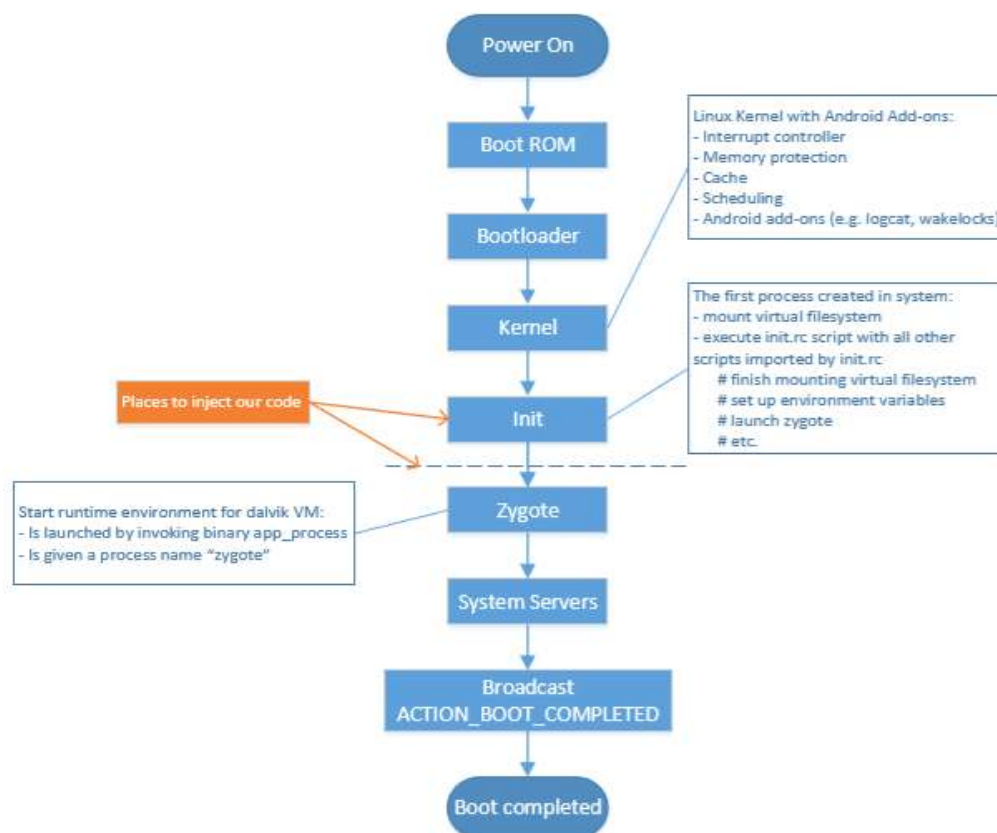 Power On
Boot ROM
Linux Kernel with Android Add-ons:
- Interrupt controller
- Memory protection
- Cache
- Scheduling
- Android add-ons (e.g. logcat, wakelocks)
Bootloader
Kernel
The first process created in system:
- mount virtual filesystem
- execute init.rc script with all other
scripts imported by init.rc
# finish mounting virtual filesystem
# set up environment variables
# launch zygote
# etc.
Places to inject our code
Init
Start runtime environment for dalvik VM:
- Is launched by invoking binary app_process
- Is given a process name “zygote”
Zygote
System Servers
Broadcast
ACTION_BOOT_COMPLETED
Boot completed